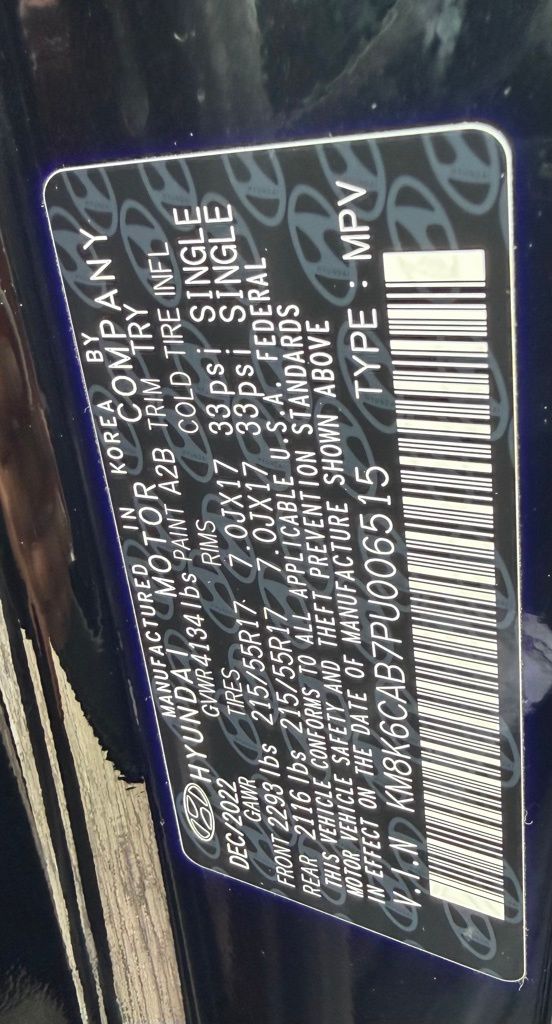 MANUFACTURED IN KOREA BY
HYUNDAI MOTOR COMPANY
DEC/2022 GVWR 4134lbs PAINT A2B TRIM TRY
GAWR TIRES RIMS COLD TIRE INFL
FRONT 2293 lbs 215/55R17 7.0JX17 33psi SINGLE
REAR 2116 lbs 215/55R17 7.0JX17 33psi SINGLE
THIS VEHICLE CONFORMS TO ALL APPLICABLE U.S.A. FEDERAL
MOTOR VEHICLE SAFETY AND THEFT PREVENTION STANDARDS
IN EFFECT ON THE DATE OF MANUFACTURE SHOWN ABOVE
V.I.N KM8K6CAB7PU006515 TYPE : MPV